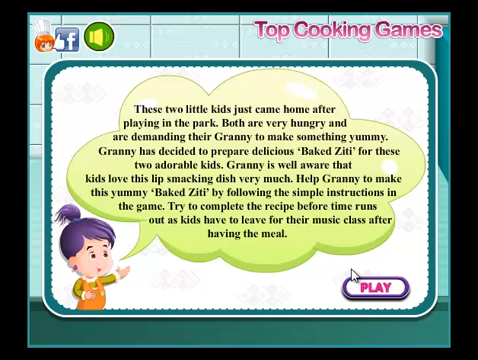 Top Cooking Games
These two little kids just came home after
playing in the park. Both are very hungry and
are demanding their Granny to make something yummy.
Granny has decided to prepare delicious ‘Baked Ziti’ for these
two adorable kids. Granny is well aware that
kids love this lip smacking dish very much. Help Granny to make
this yummy ‘Baked Ziti’ by following the simple instructions in
the game. Try to complete the recipe before time runs
out as kids have to leave for their music class after
having the meal.
PLAY